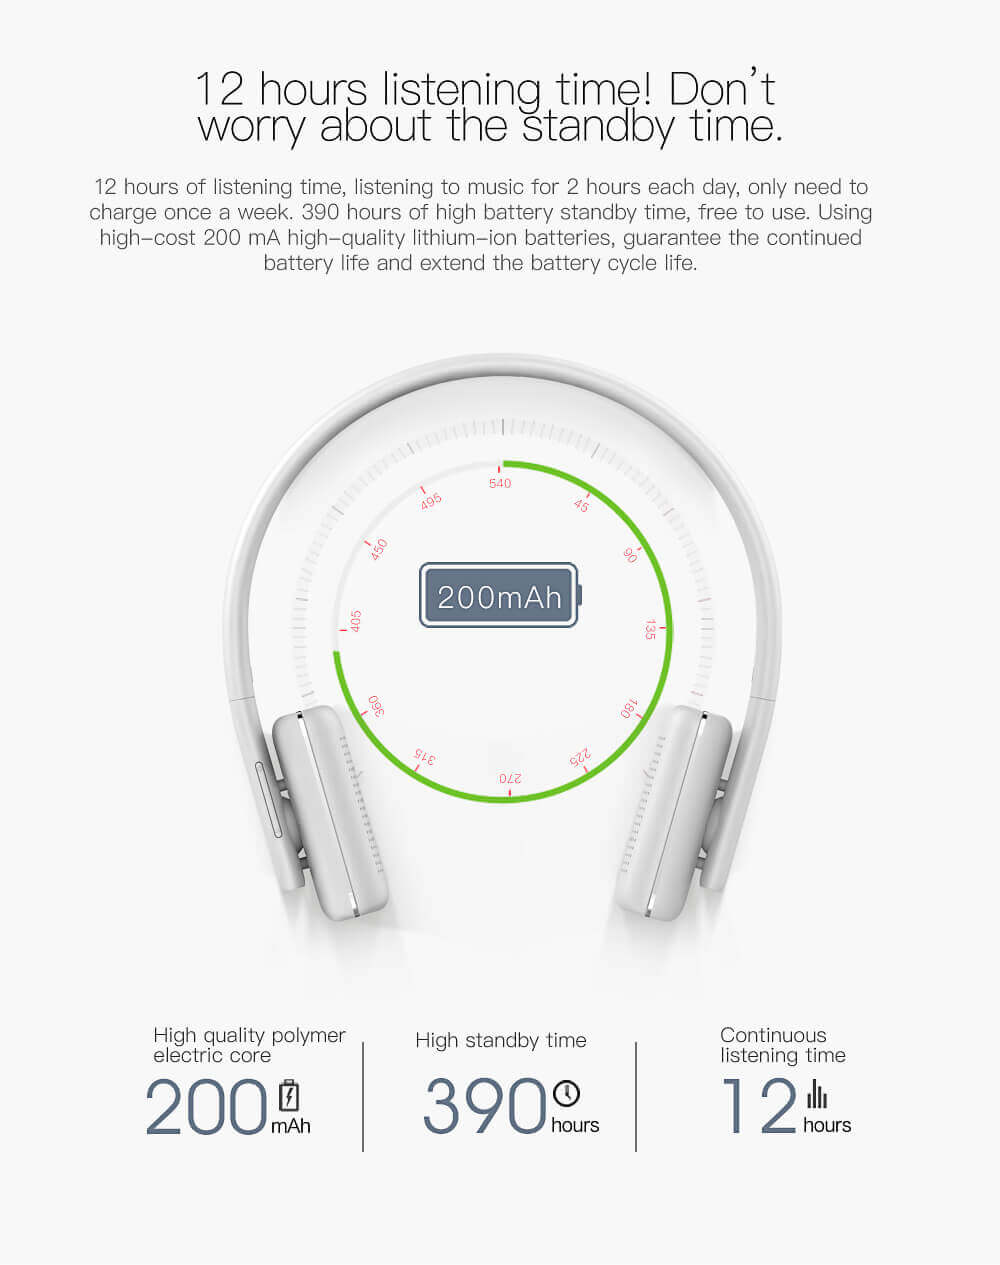 12 hours listening time! Don't
worry about the standby time.
12 hours of listening time, listening to music for 2 hours each day, only need to
charge once a week. 390 hours of high battery standby time, free to use. Using
high-cost 200 mA high-quality lithium-ion batteries, guarantee the continued
battery life and extend the battery cycle life.
540
45
90
135
180
225
270
315
360
405
450
495
200mAh
High quality polymer
electric core
200 mAh
High standby time
390 hours
Continuous
listening time
12 hours